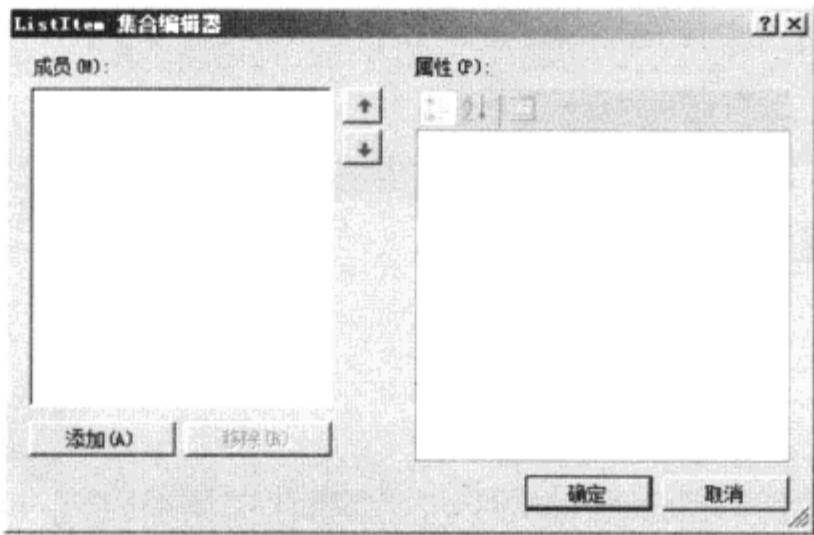 ListItem 集合编辑器
成员(M):
属性(P):
添加(A)
移除(R)
确定
取消